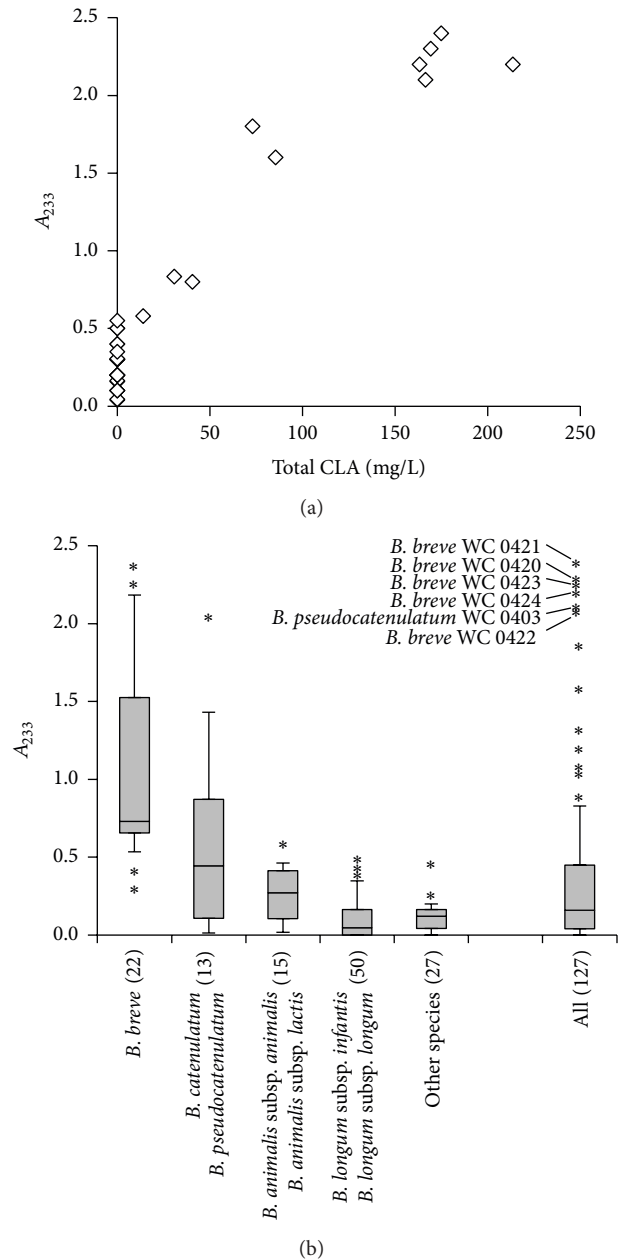 2.5
2.0
1.5
1.0
0.5
0.0
A233
0 50 100 150 200 250
Total CLA (mg/L)
(a)
2.5
2.0
1.5
1.0
0.5
0.0
A233
B. breve WC 0421
B. breve WC 0420
B. breve WC 0423
B. breve WC 0424
B. pseudocatenulatum WC 0403
B. breve WC 0422
B. breve (22)
B. catenulatum (13)
B. pseudocatenulatum
B. animalis subsp. animalis (15)
B. animalis subsp. lactis
B. longum subsp. infantis (50)
B. longum subsp. longum
Other species (27)
All (127)
(b)